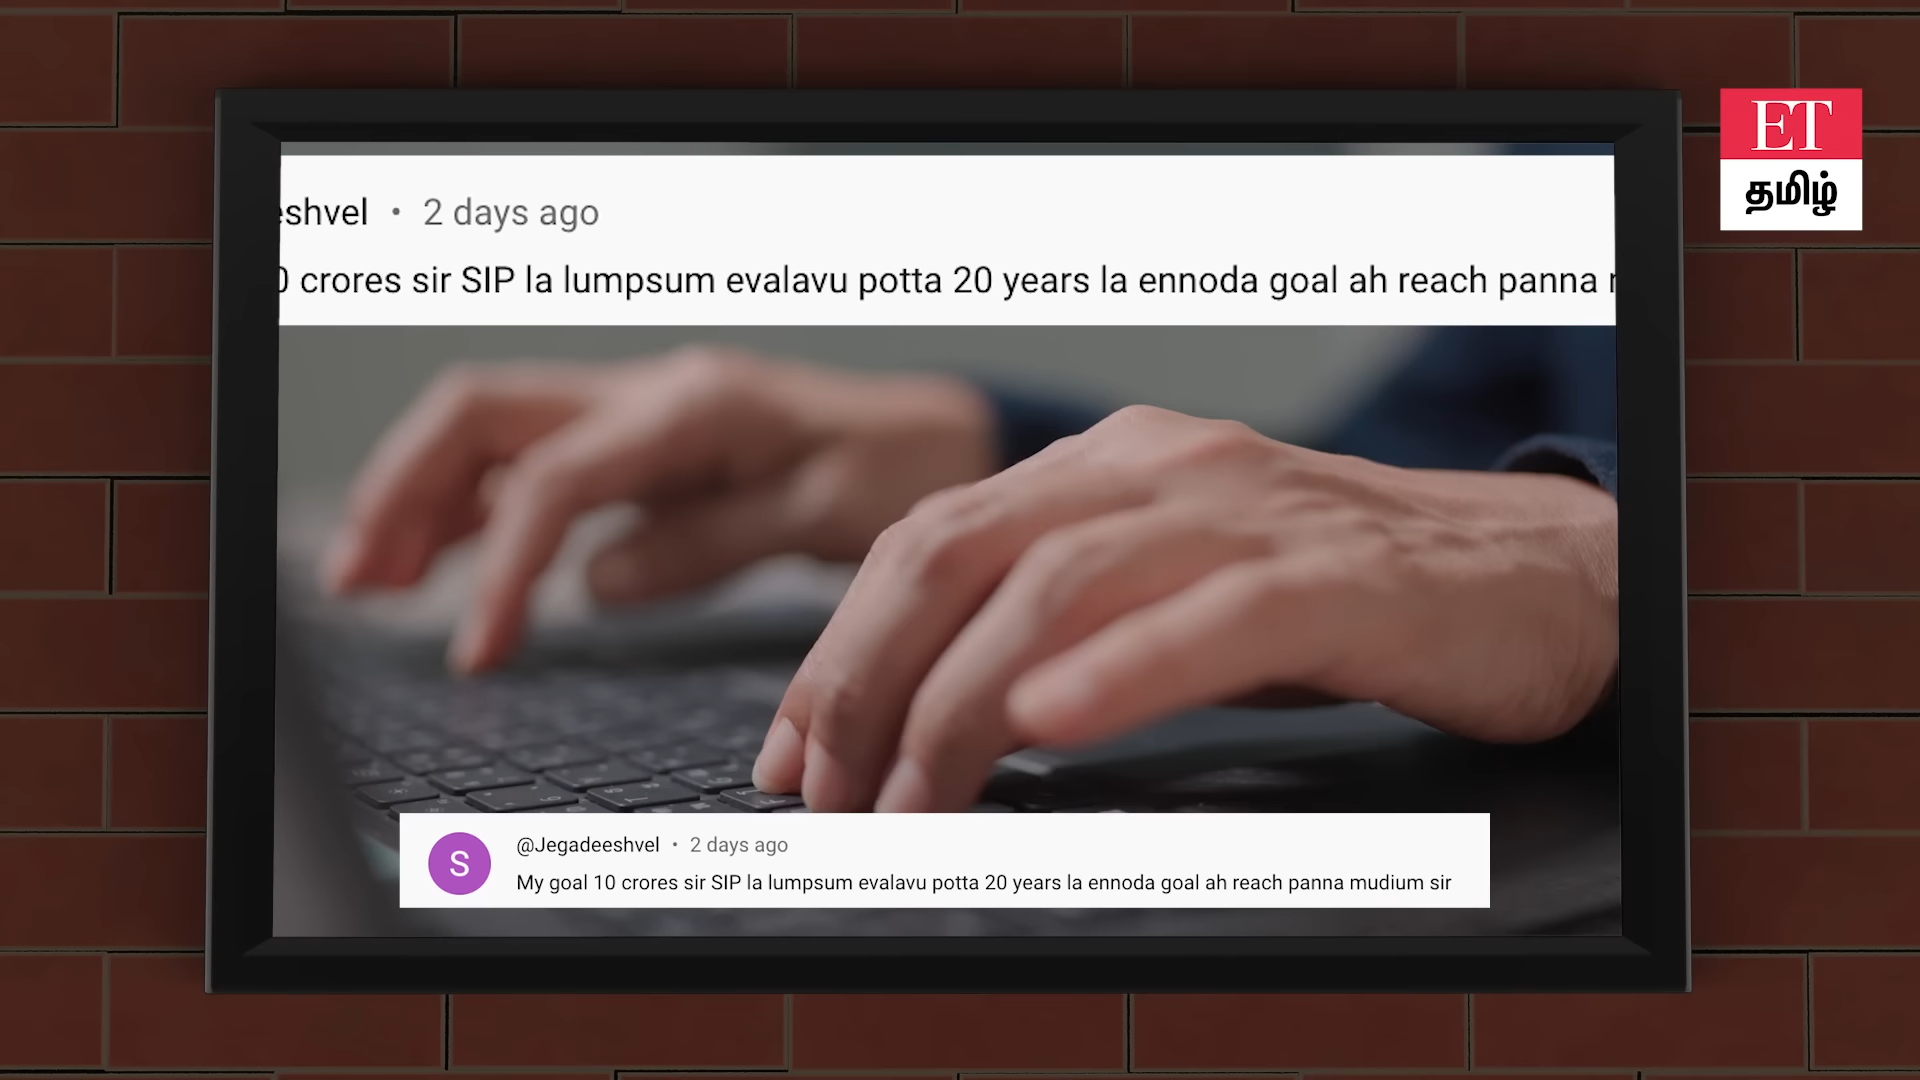 ET
தமிழ்
eshvel • 2 days ago
0 crores sir SIP la lumpsum evalavu potta 20 years la ennoda goal ah reach panna
S
@Jegadeeshvel • 2 days ago
My goal 10 crores sir SIP la lumpsum evalavu potta 20 years la ennoda goal ah reach panna mudium sir